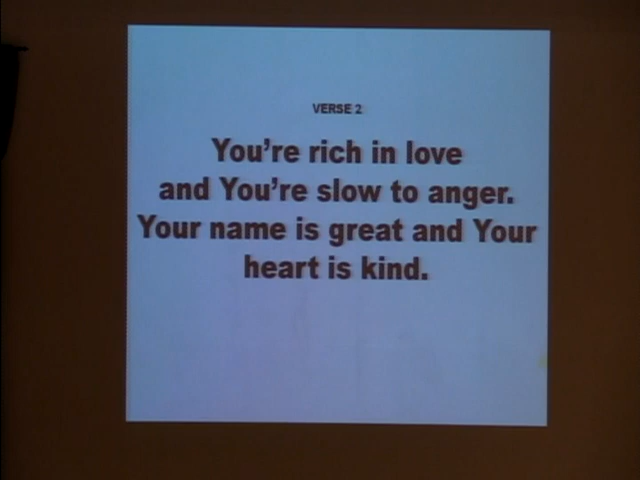 VERSE 2
You're rich in love
and You're slow to anger.
Your name is great and Your
heart is kind.